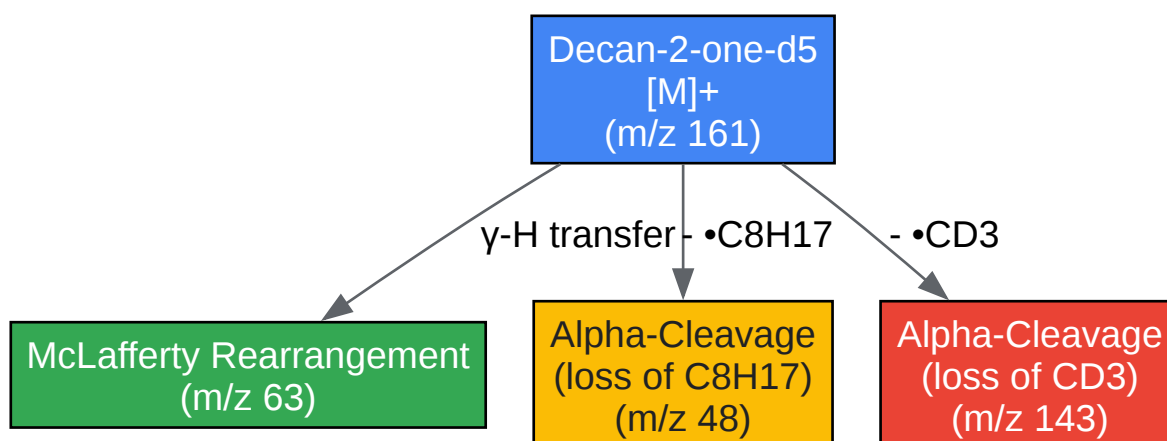 Decan-2-one-d5
[M]+
(m/z 161)
γ-H transfer
- •C8H17
- •CD3
McLafferty Rearrangement
(m/z 63)
Alpha-Cleavage
(loss of C8H17)
(m/z 48)
Alpha-Cleavage
(loss of CD3)
(m/z 143)